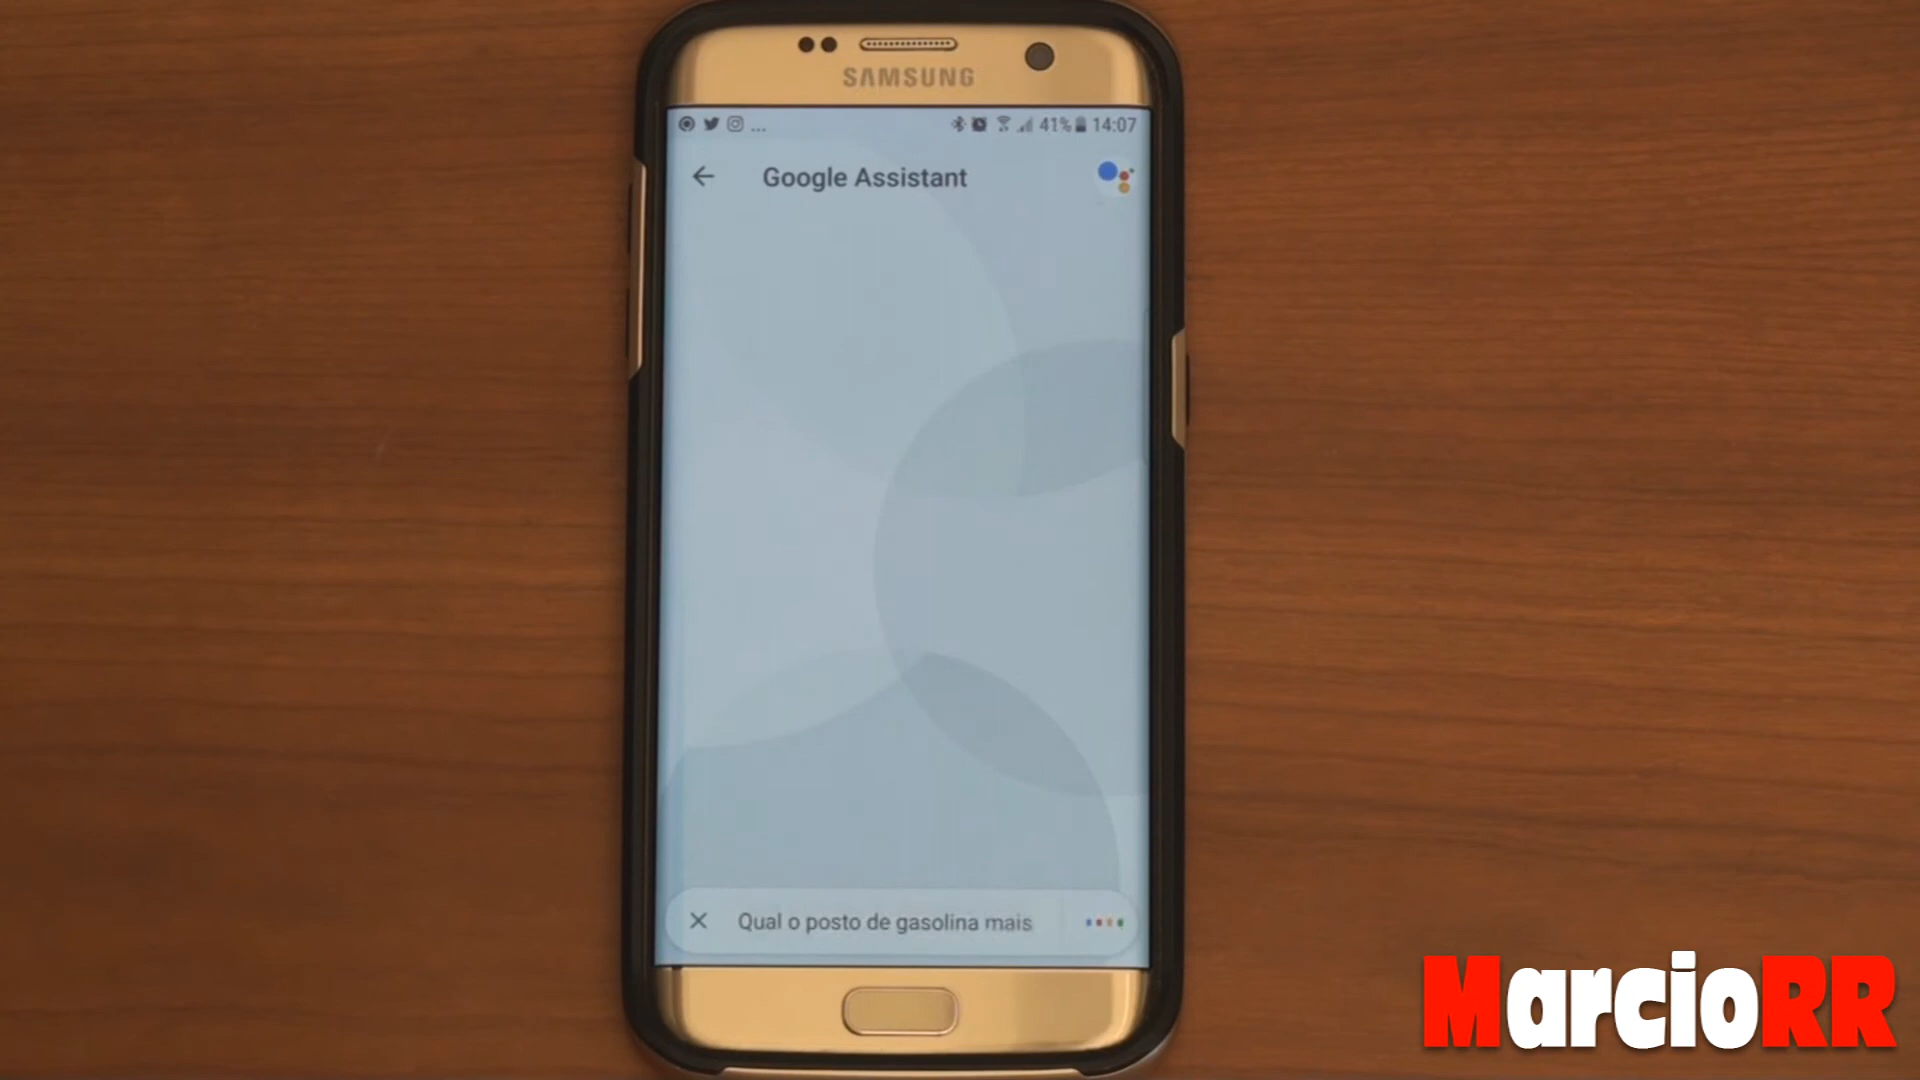 SAMSUNG
... 41% 14:07
Google Assistant
Qual o posto de gasolina mais
MarcioRR